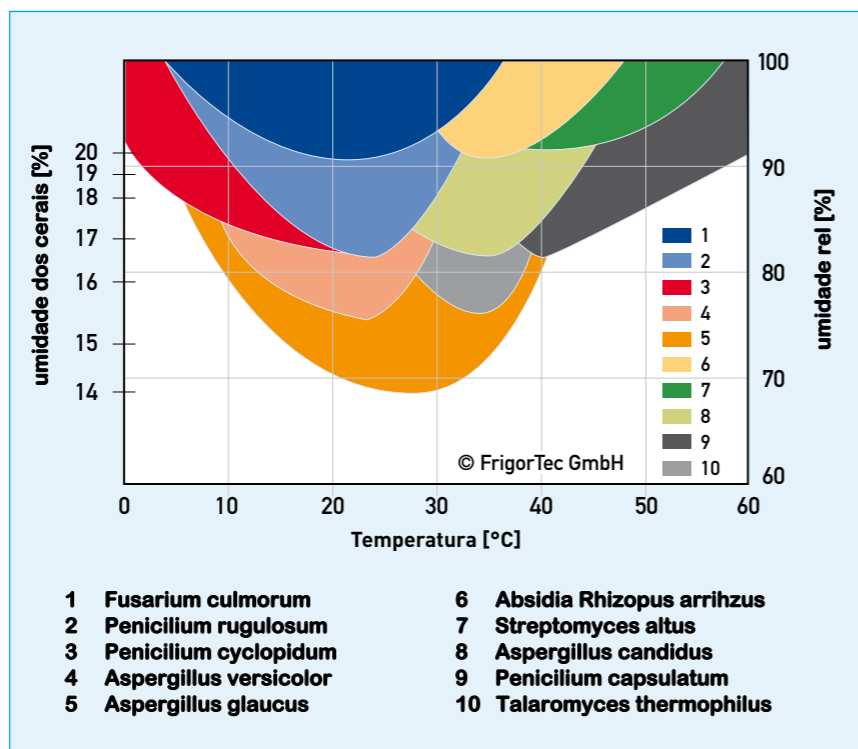 umidade dos cerais [%]
20
19
18
17
16
15
14
100
90
80
70
60
umidade rel [%]
1
2
3
4
5
6
7
8
9
10
© FrigorTec GmbH
0 10 20 30 40 50 60
Temperatura [°C]
1 Fusarium culmorum
2 Penicilium rugulosum
3 Penicilium cyclopidum
4 Aspergillus versicolor
5 Aspergillus glaucus
6 Absidia Rhizopus arrihzus
7 Streptomyces altus
8 Aspergillus candidus
9 Penicilium capsulatum
10 Talaromyces thermophilus